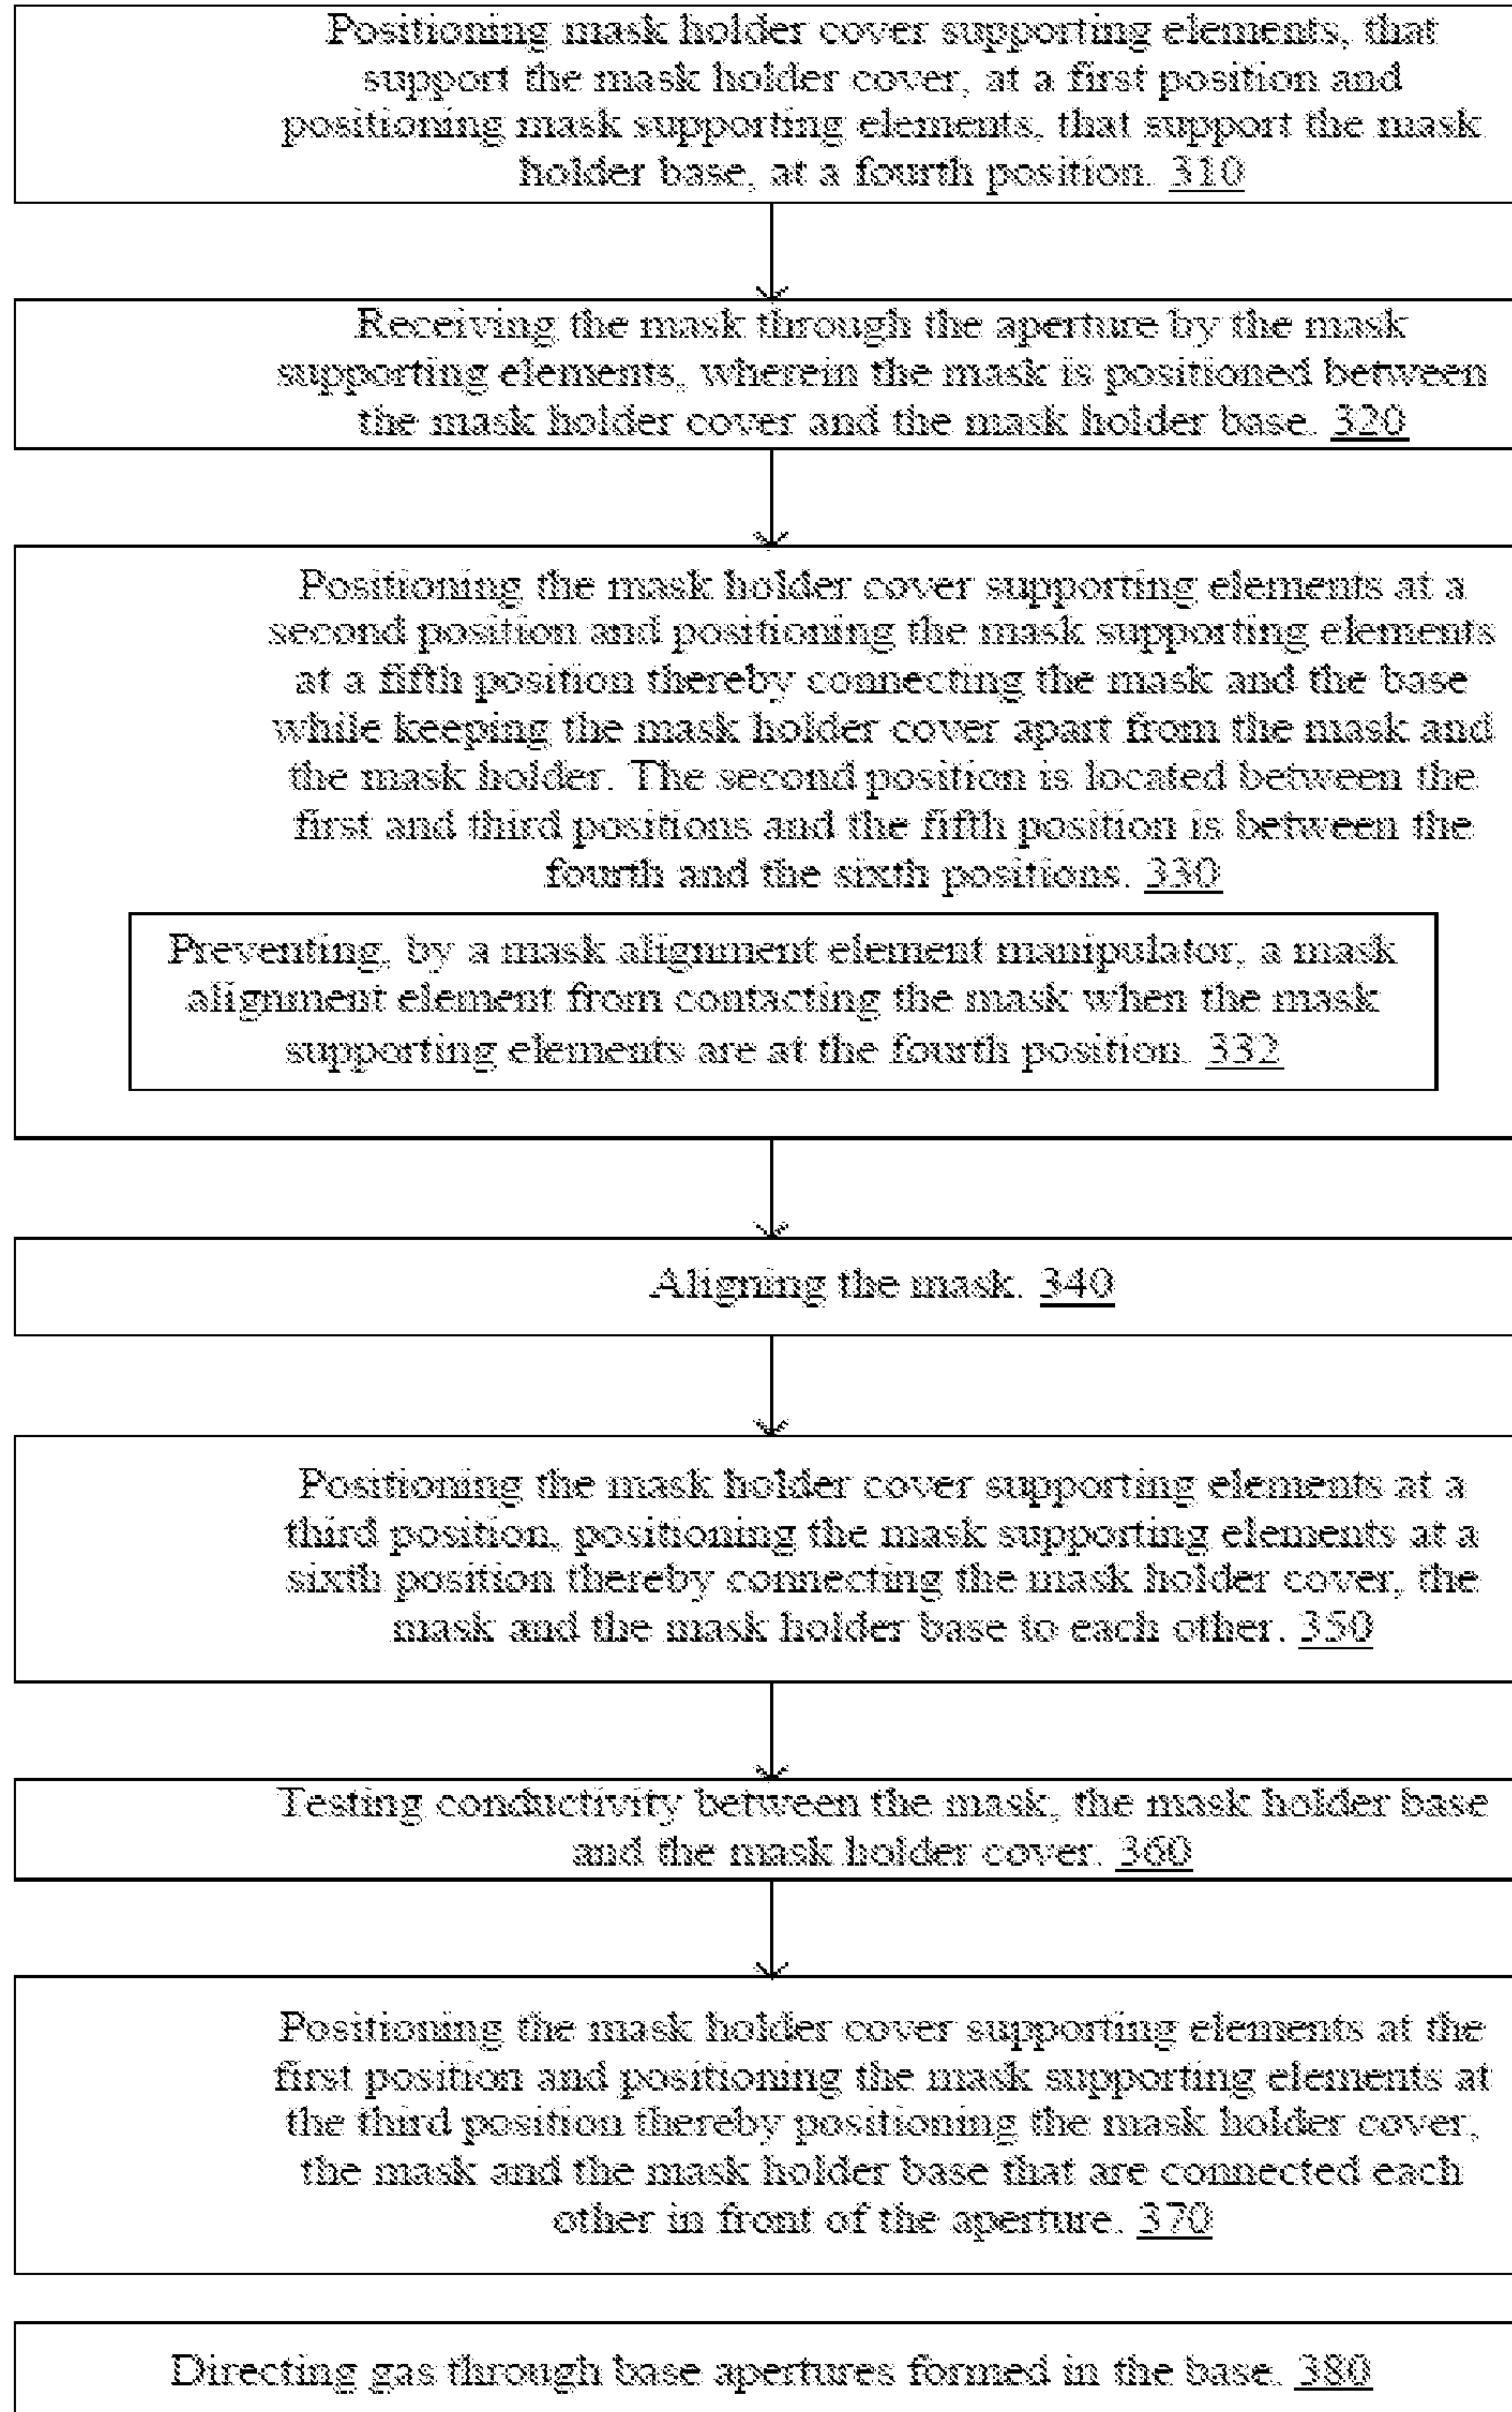 Positioning mask holder cover supporting elements, that
support the mask holder cover, at a first position and
positioning mask supporting elements, that support the mask
holder base, at a fourth position. 310
Receiving the mask through the aperture by the mask
supporting elements, wherein the mask is positioned between
the mask holder cover and the mask holder base. 320
Positioning the mask holder cover supporting elements at a
second position and positioning the mask supporting elements
at a fifth position thereby connecting the mask and the base
while keeping the mask holder cover apart from the mask and
the mask holder. The second position is located between the
first and third positions and the fifth position is between the
fourth and the sixth positions. 330
Preventing, by a mask alignment element manipulator, a mask
alignment element from contacting the mask when the mask
supporting elements are at the fourth position. 332
Aligning the mask. 340
Positioning the mask holder cover supporting elements at a
third position, positioning the mask supporting elements at a
sixth position thereby connecting the mask holder cover, the
mask and the mask holder base to each other. 350
Testing conductivity between the mask, the mask holder base
and the mask holder cover. 360
Positioning the mask holder cover supporting elements at the
first position and positioning the mask supporting elements at
the third position thereby positioning the mask holder cover,
the mask and the mask holder base that are connected each
other in front of the aperture. 370
Directing gas through base apertures formed in the base. 380